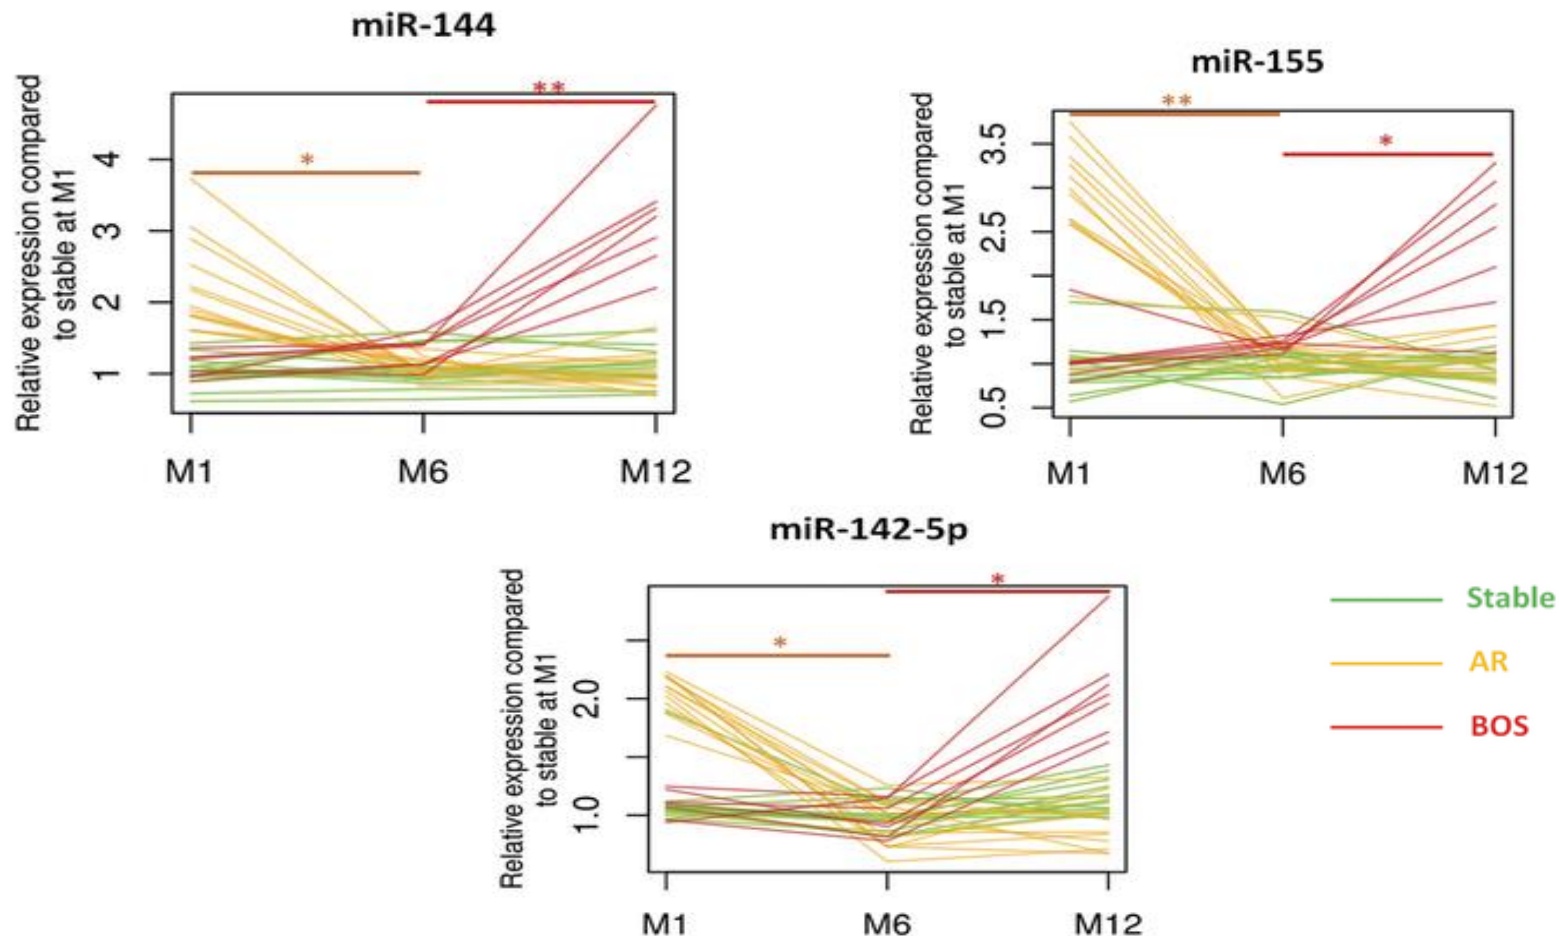 miR-144
Relative expression compared
to stable at M1
4
3
2
1
*
**
M1 M6 M12
miR-155
Relative expression compared
to stable at M1
3.5
2.5
1.5
0.5
**
*
M1 M6 M12
miR-142-5p
Relative expression compared
to stable at M1
2.0
1.0
*
*
M1 M6 M12
Stable
AR
BOS